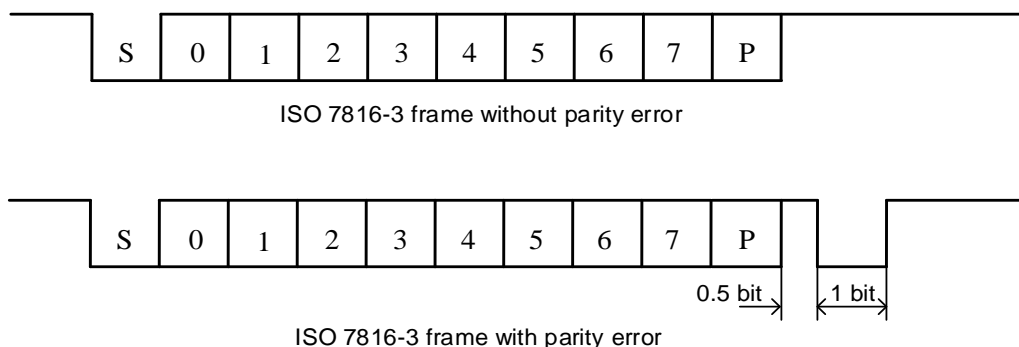 S 0 1 2 3 4 5 6 7 P
ISO 7816-3 frame without parity error
S 0 1 2 3 4 5 6 7 P
0.5 bit 1 bit
ISO 7816-3 frame with parity error